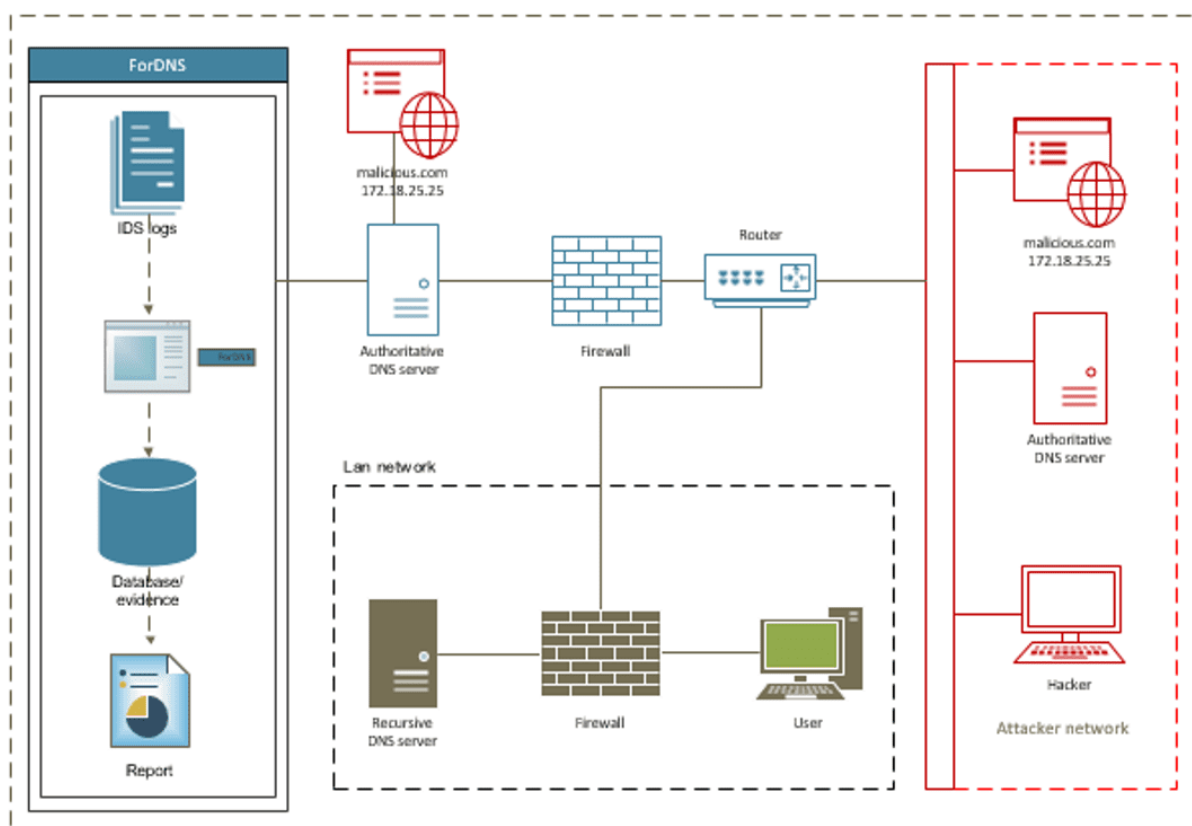 ForDNS
IDS logs
ForDNS
Database/
evidence
Report
malicious.com
172.18.25.25
Authoritative
DNS server
Firewall
Router
Lan network
Recursive
DNS server
Firewall
User
malicious.com
172.18.25.25
Authoritative
DNS server
Hacker
Attacker network